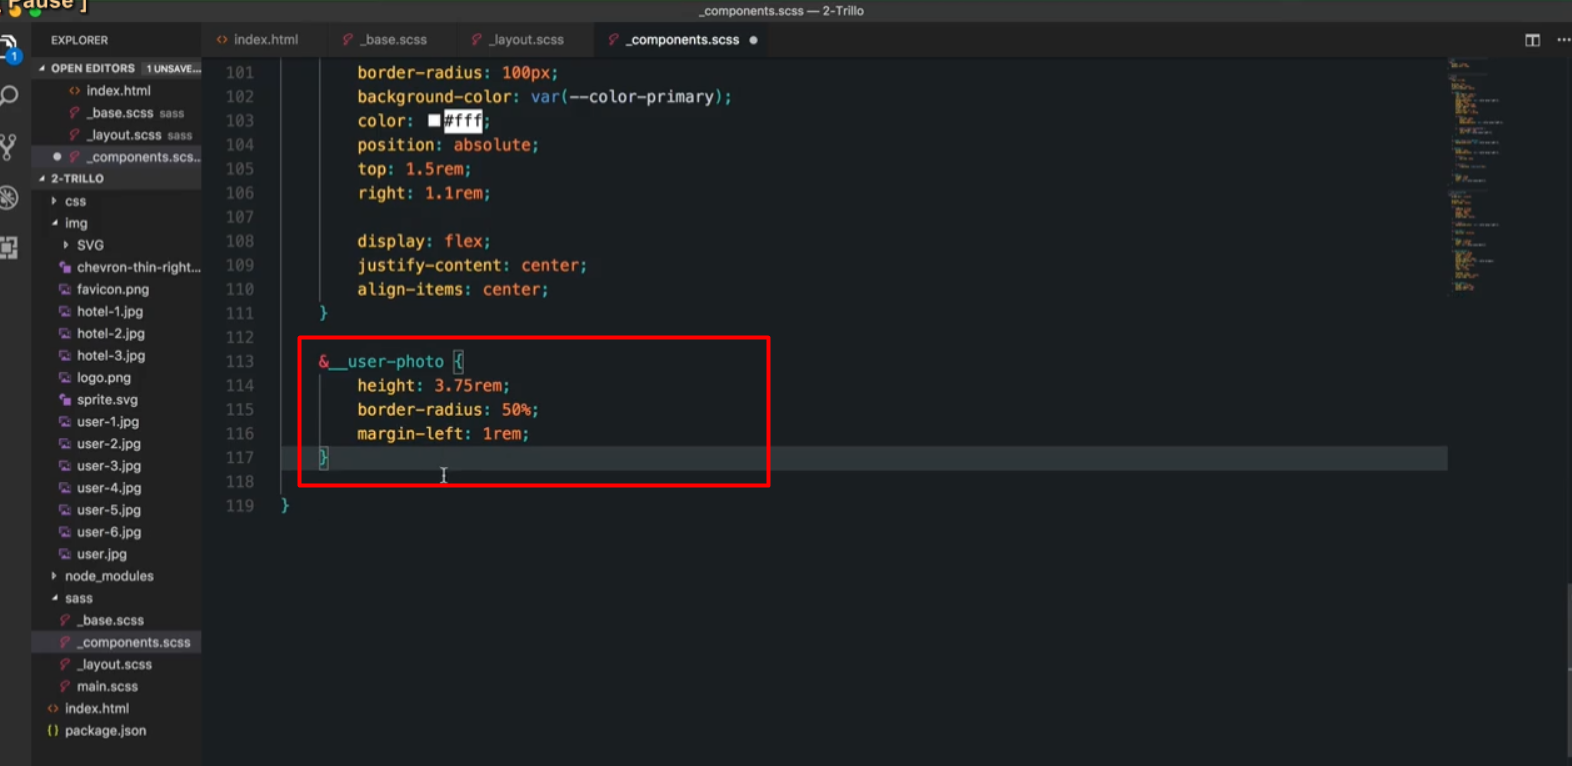 Pause ]
_components.scss — 2-Trillo
EXPLORER
index.html
_base.scss
_layout.scss
_components.scss
1
OPEN EDITORS 1 UNSAVE...
index.html
_base.scss sass
_layout.scss sass
_components.scs...
2-TRILLO
css
img
SVG
chevron-thin-right...
favicon.png
hotel-1.jpg
hotel-2.jpg
hotel-3.jpg
logo.png
sprite.svg
user-1.jpg
user-2.jpg
user-3.jpg
user-4.jpg
user-5.jpg
user-6.jpg
user.jpg
node_modules
sass
_base.scss
_components.scss
_layout.scss
main.scss
index.html
{} package.json
101 border-radius: 100px;
102 background-color: var(--color-primary);
103 color: #fff;
104 position: absolute;
105 top: 1.5rem;
106 right: 1.1rem;
107
108 display: flex;
109 justify-content: center;
110 align-items: center;
111 }
112
113 &__user-photo {
114 height: 3.75rem;
115 border-radius: 50%;
116 margin-left: 1rem;
117 }
118
119 }